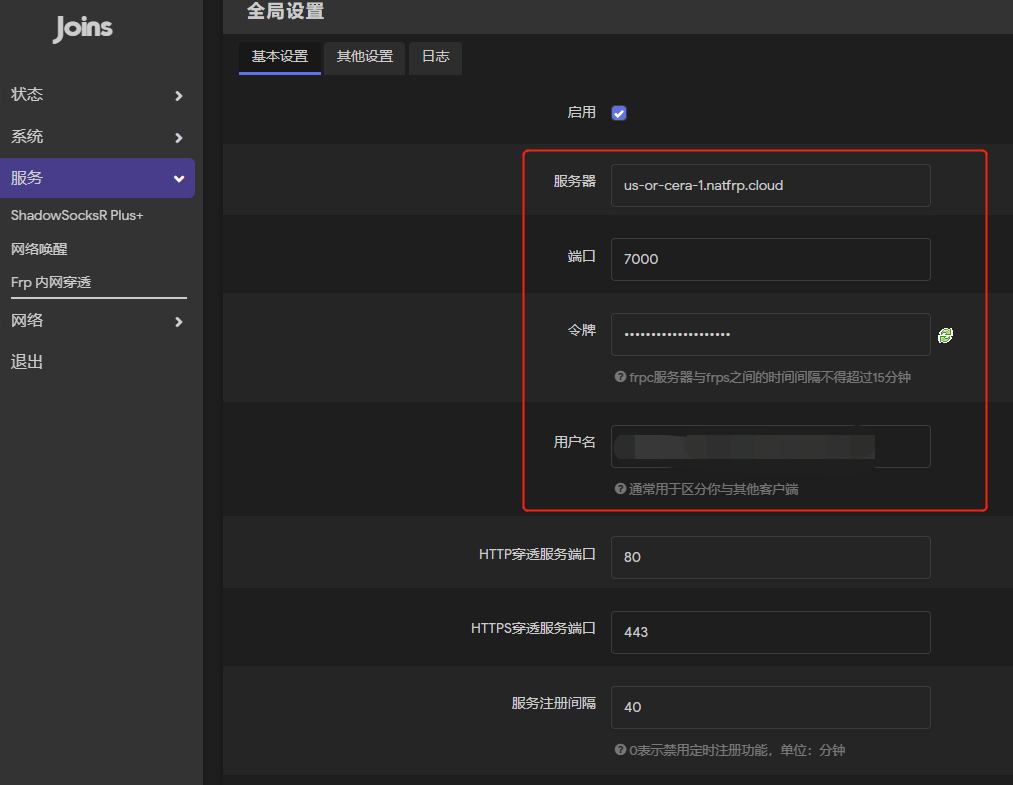 Joins
状态
系统
服务
ShadowSocksR Plus+
网络唤醒
Frp 内网穿透
网络
退出
全局设置
基本设置 其他设置 日志
启用
服务器 us-or-cera-1.natfrp.cloud
端口 7000
令牌 ••••••••••••••••••••
frpc服务器与frps之间的时间间隔不得超过15分钟
用户名
通常用于区分你与其他客户端
HTTP穿透服务端口 80
HTTPS穿透服务端口 443
服务注册间隔 40
0表示禁用定时注册功能，单位：分钟